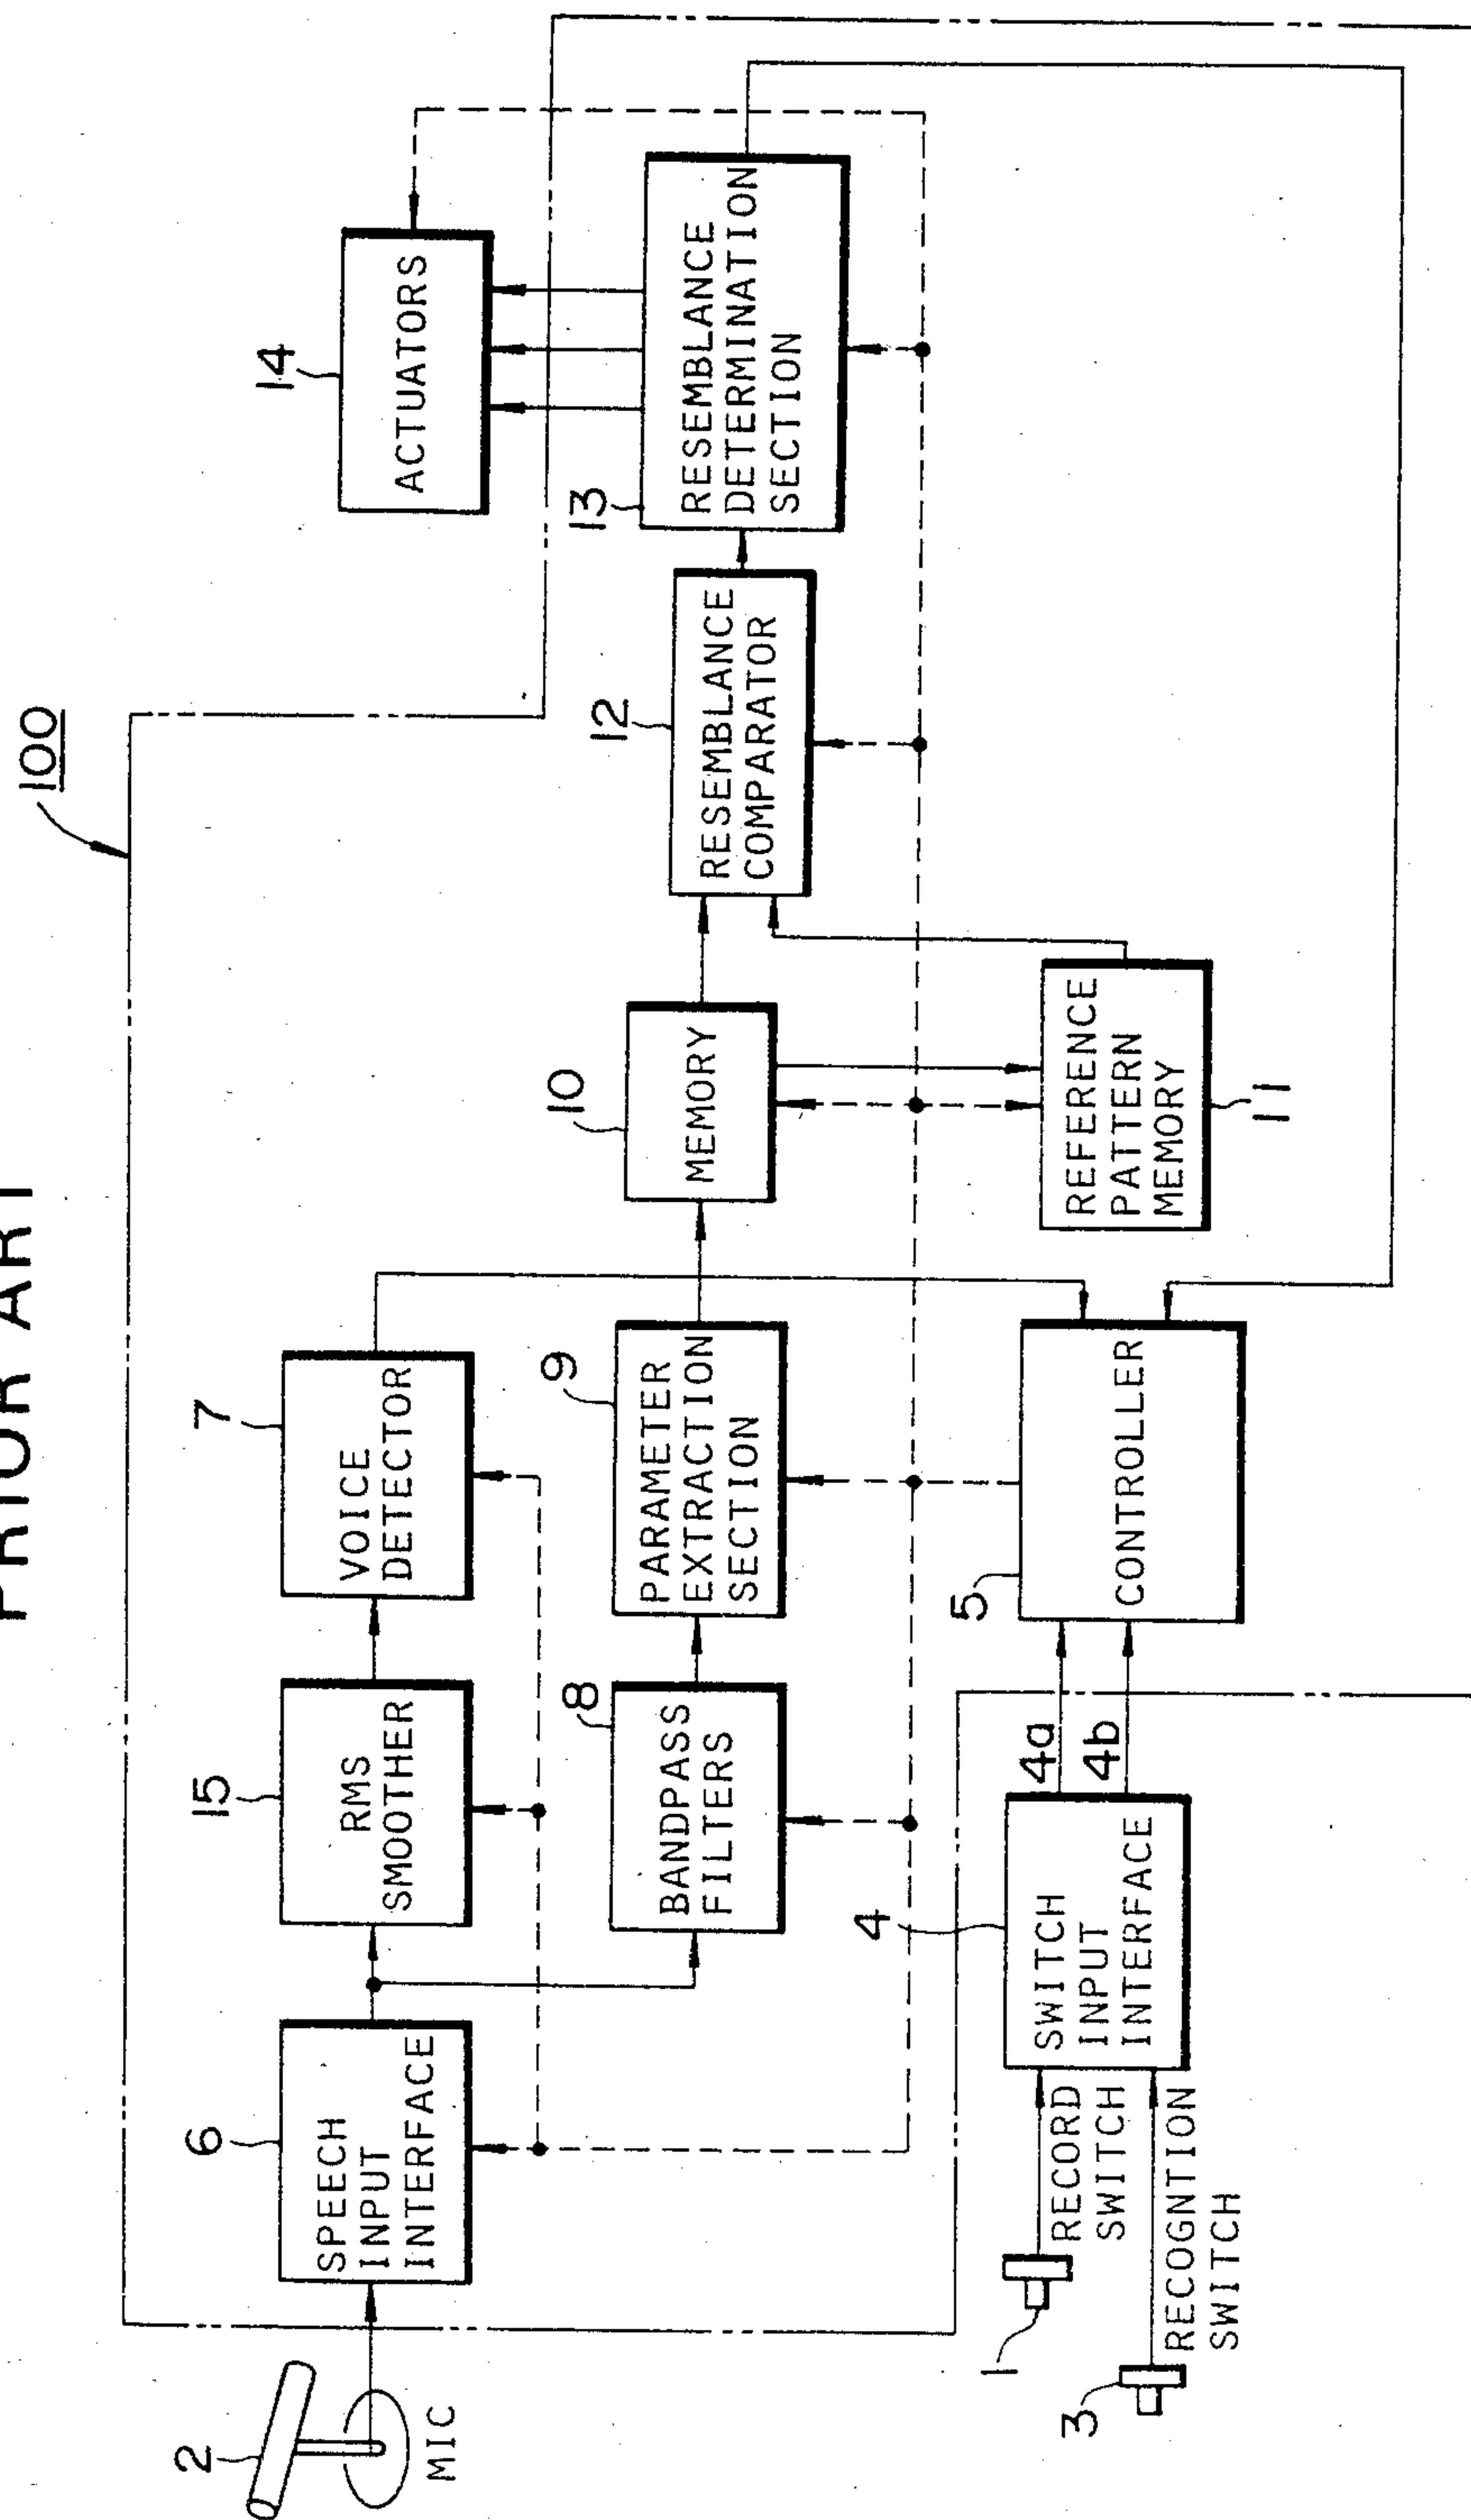 PRIOR ART
100
2
MIC
6
SPEECH
INPUT
INTERFACE
15
RMS
SMOOTHER
7
VOICE
DETECTOR
8
BANDPASS
FILTERS
9
PARAMETER
EXTRACTION
SECTION
10
MEMORY
12
RESEMBLANCE
COMPARATOR
13
RESEMBLANCE
DETERMINATION
SECTION
14
ACTUATORS
1
RECORD
SWITCH
3
RECOGNTION
SWITCH
4
SWITCH
INPUT
INTERFACE
4a
4b
5
CONTROLLER
REFERENCE
PATTERN
MEMORY
11